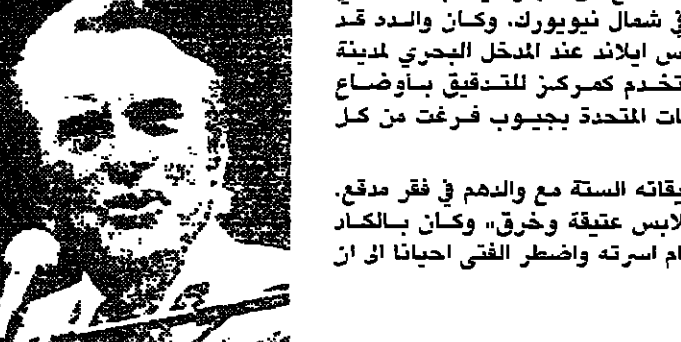 في شمال نيويورك. وكان والد قد
س ايلاند عند المدخل البحري لمدينة
تخدم كمركز للتدقيق بأوضاع
ات المتحدة بجيوب فرغت من كل
يقاته الستة مع والدهم في فقر مدقع.
لابس عتيقة وخرق» وكان بالكاد
ام اسرته واضطر الفتى احيانا الى ان